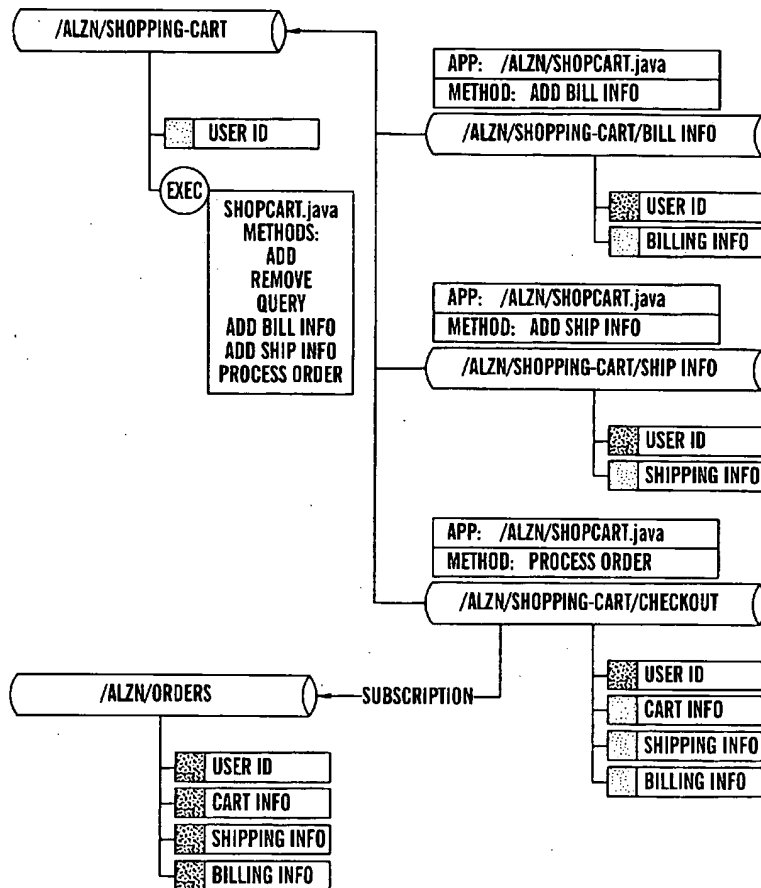 /ALZN/SHOPPING-CART
USER ID
EXEC
SHOPCART.java
METHODS:
ADD
REMOVE
QUERY
ADD BILL INFO
ADD SHIP INFO
PROCESS ORDER
APP: /ALZN/SHOPCART.java
METHOD: ADD BILL INFO
/ALZN/SHOPPING-CART/BILL INFO
USER ID
BILLING INFO
APP: /ALZN/SHOPCART.java
METHOD: ADD SHIP INFO
/ALZN/SHOPPING-CART/SHIP INFO
USER ID
SHIPPING INFO
APP: /ALZN/SHOPCART.java
METHOD: PROCESS ORDER
/ALZN/SHOPPING-CART/CHECKOUT
USER ID
CART INFO
SHIPPING INFO
BILLING INFO
SUBSCRIPTION
/ALZN/ORDERS
USER ID
CART INFO
SHIPPING INFO
BILLING INFO